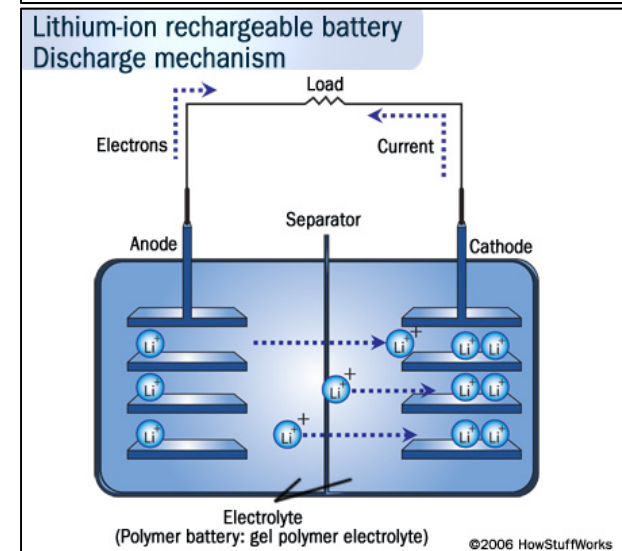 Lithium-ion rechargeable battery
Discharge mechanism
Load
Electrons
Current
Separator
Anode
Cathode
Li+
Li+
Li+ Li+
Li+
Li+
Li+ Li+
Li+
Li+
Li+ Li+
Electrolyte
(Polymer battery: gel polymer electrolyte)
©2006 HowStuffWorks